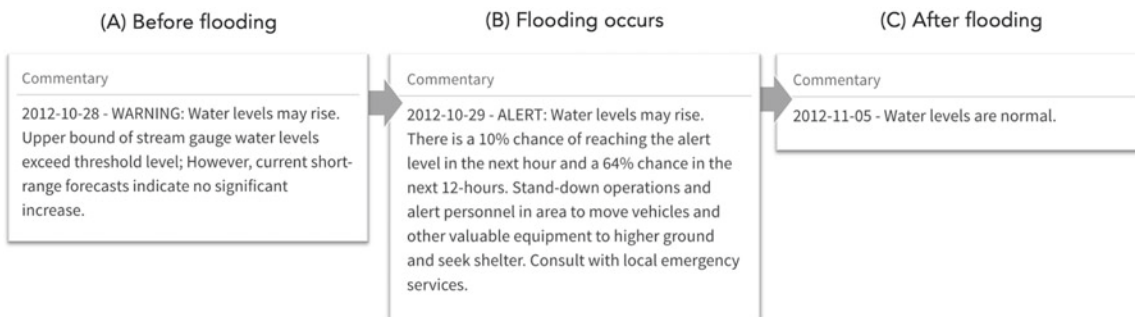 (A) Before flooding
Commentary
2012-10-28 - WARNING: Water levels may rise.
Upper bound of stream gauge water levels
exceed threshold level; However, current short-
range forecasts indicate no significant
increase.
(B) Flooding occurs
Commentary
2012-10-29 - ALERT: Water levels may rise.
There is a 10% chance of reaching the alert
level in the next hour and a 64% chance in the
next 12-hours. Stand-down operations and
alert personnel in area to move vehicles and
other valuable equipment to higher ground
and seek shelter. Consult with local emergency
services.
(C) After flooding
Commentary
2012-11-05 - Water levels are normal.